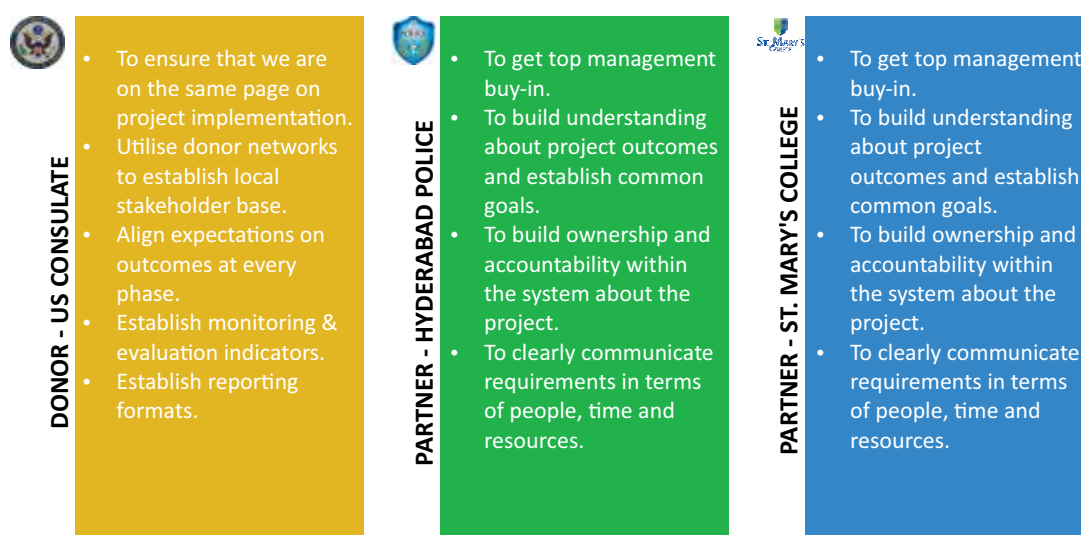 DONOR - US CONSULATE
• To ensure that we are
on the same page on
project implementation.
• Utilise donor networks
to establish local
stakeholder base.
• Align expectations on
outcomes at every
phase.
• Establish monitoring &
evaluation indicators.
• Establish reporting
formats.
PARTNER - HYDERABAD POLICE
• To get top management
buy-in.
• To build understanding
about project outcomes
and establish common
goals.
• To build ownership and
accountability within
the system about the
project.
• To clearly communicate
requirements in terms
of people, time and
resources.
ST. MARY'S
COLLEGE
PARTNER - ST. MARY'S COLLEGE
• To get top management
buy-in.
• To build understanding
about project
outcomes and establish
common goals.
• To build ownership and
accountability within
the system about the
project.
• To clearly communicate
requirements in terms
of people, time and
resources.